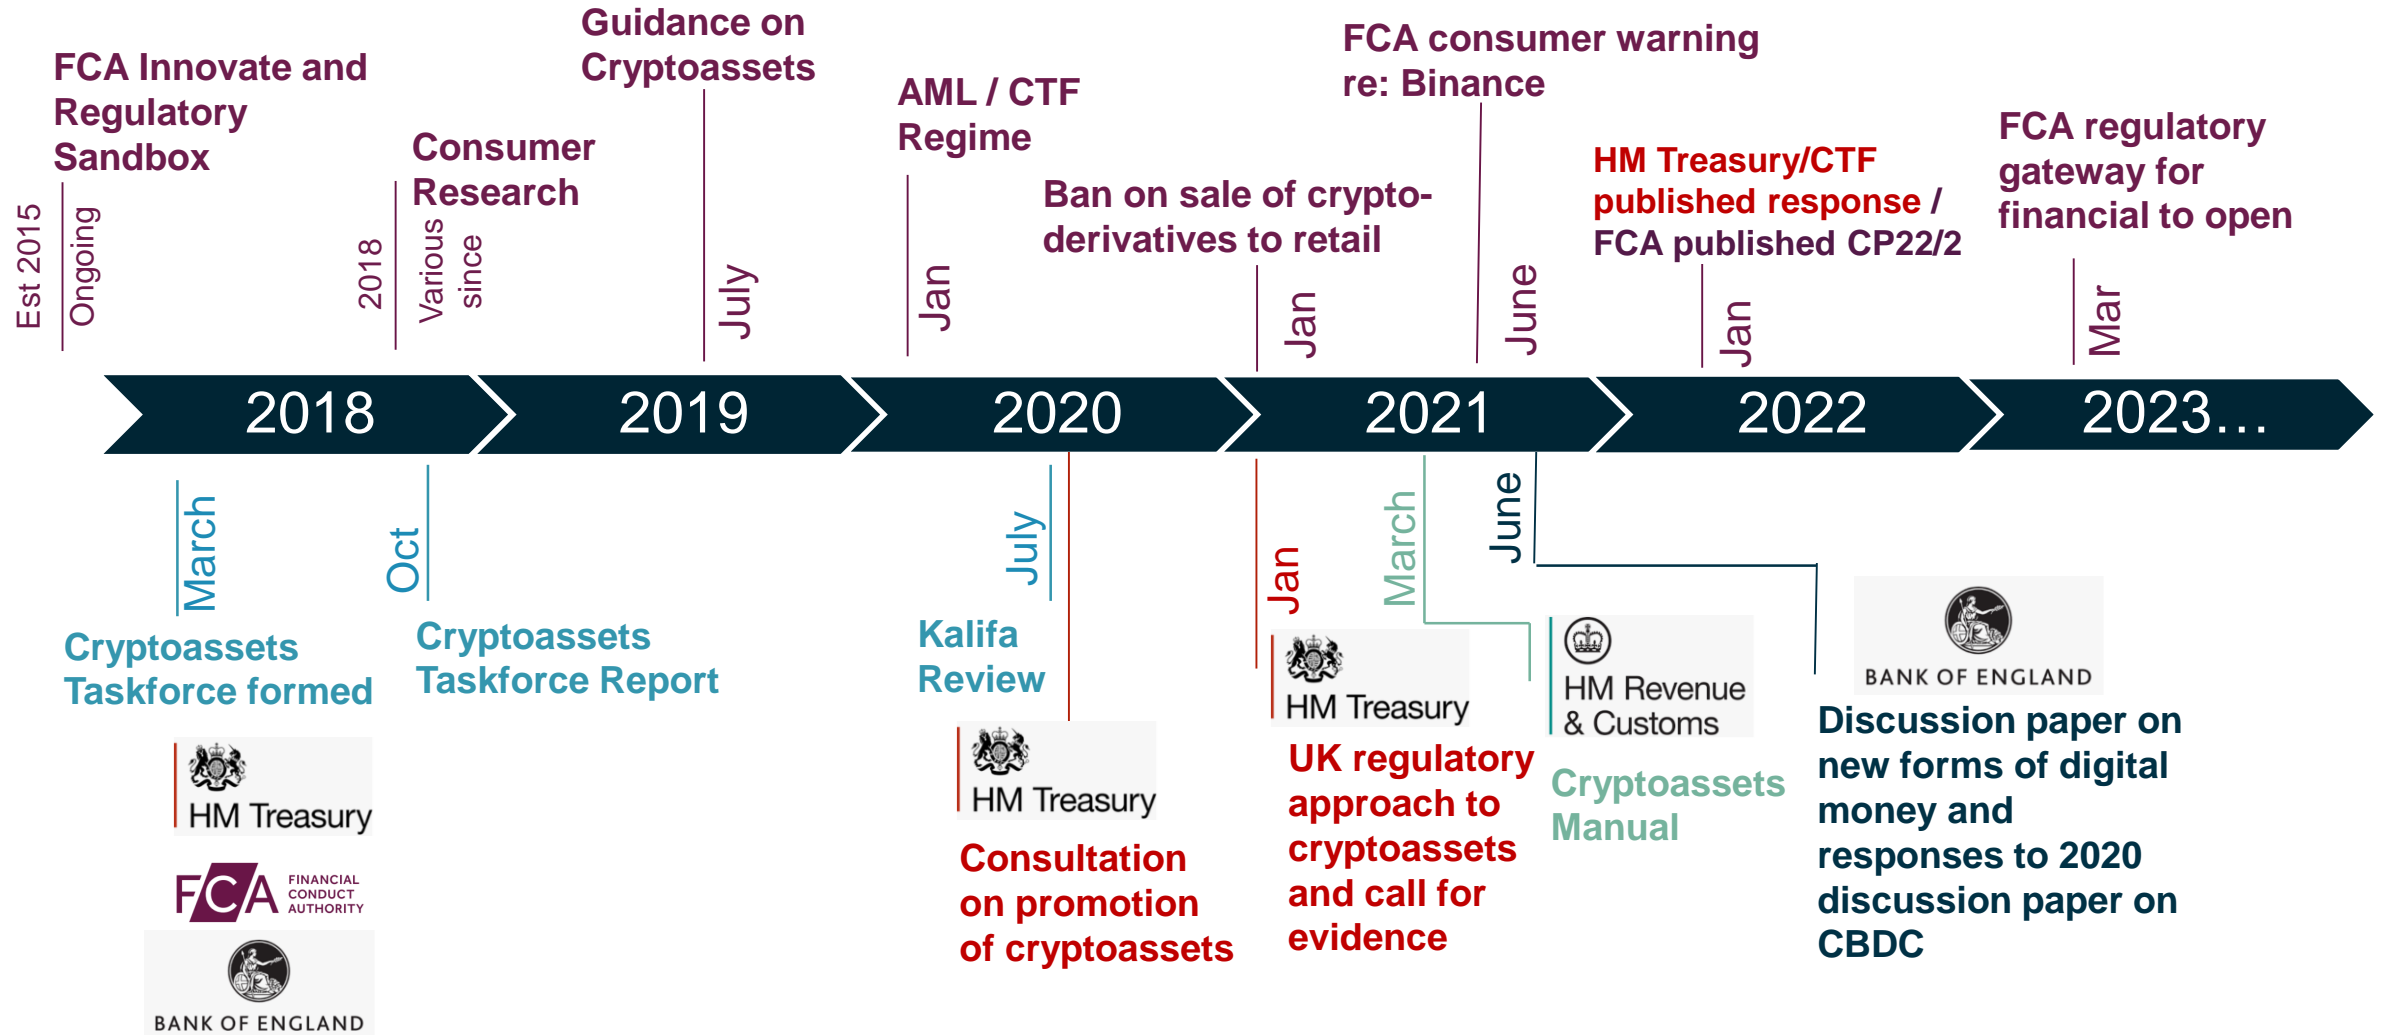 FCA Innovate and
Regulatory
Sandbox
Est 2015
Ongoing
Consumer
Research
2018
Various
since
Guidance on
Cryptoassets
July
AML / CTF
Regime
Jan
Ban on sale of crypto-
derivatives to retail
Jan
FCA consumer warning
re: Binance
June
HM Treasury/CTF
published response /
FCA published CP22/2
Jan
FCA regulatory
gateway for
financial to open
Mar
2018
2019
2020
2021
2022
2023…
March
Cryptoassets
Taskforce formed
HM Treasury
FCA
FINANCIAL
CONDUCT
AUTHORITY
BANK OF ENGLAND
Oct
Cryptoassets
Taskforce Report
July
Kalifa
Review
HM Treasury
Consultation
on promotion
of cryptoassets
Jan
HM Treasury
UK regulatory
approach to
cryptoassets
and call for
evidence
March
HM Revenue
& Customs
Cryptoassets
Manual
June
BANK OF ENGLAND
Discussion paper on
new forms of digital
money and
responses to 2020
discussion paper on
CBDC